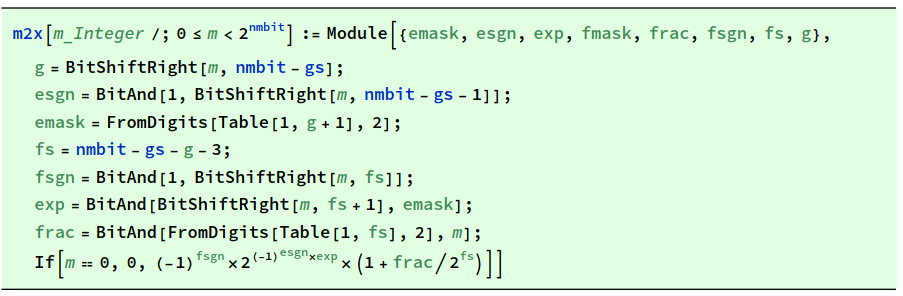 m2x[m_Integer /; 0 ≤ m < 2^nmbit] := Module[{emask, esgn, exp, fmask, frac, fsgn, fs, g},
g = BitShiftRight[m, nmbit – gs];
esgn = BitAnd[1, BitShiftRight[m, nmbit – gs – 1]];
emask = FromDigits[Table[1, g + 1], 2];
fs = nmbit – gs – g – 3;
fsgn = BitAnd[1, BitShiftRight[m, fs]];
exp = BitAnd[BitShiftRight[m, fs + 1], emask];
frac = BitAnd[FromDigits[Table[1, fs], 2], m];
If[m == 0, 0, (-1)^fsgn × 2^((-1)^esgn × exp) × (1 + frac / 2^fs)]]